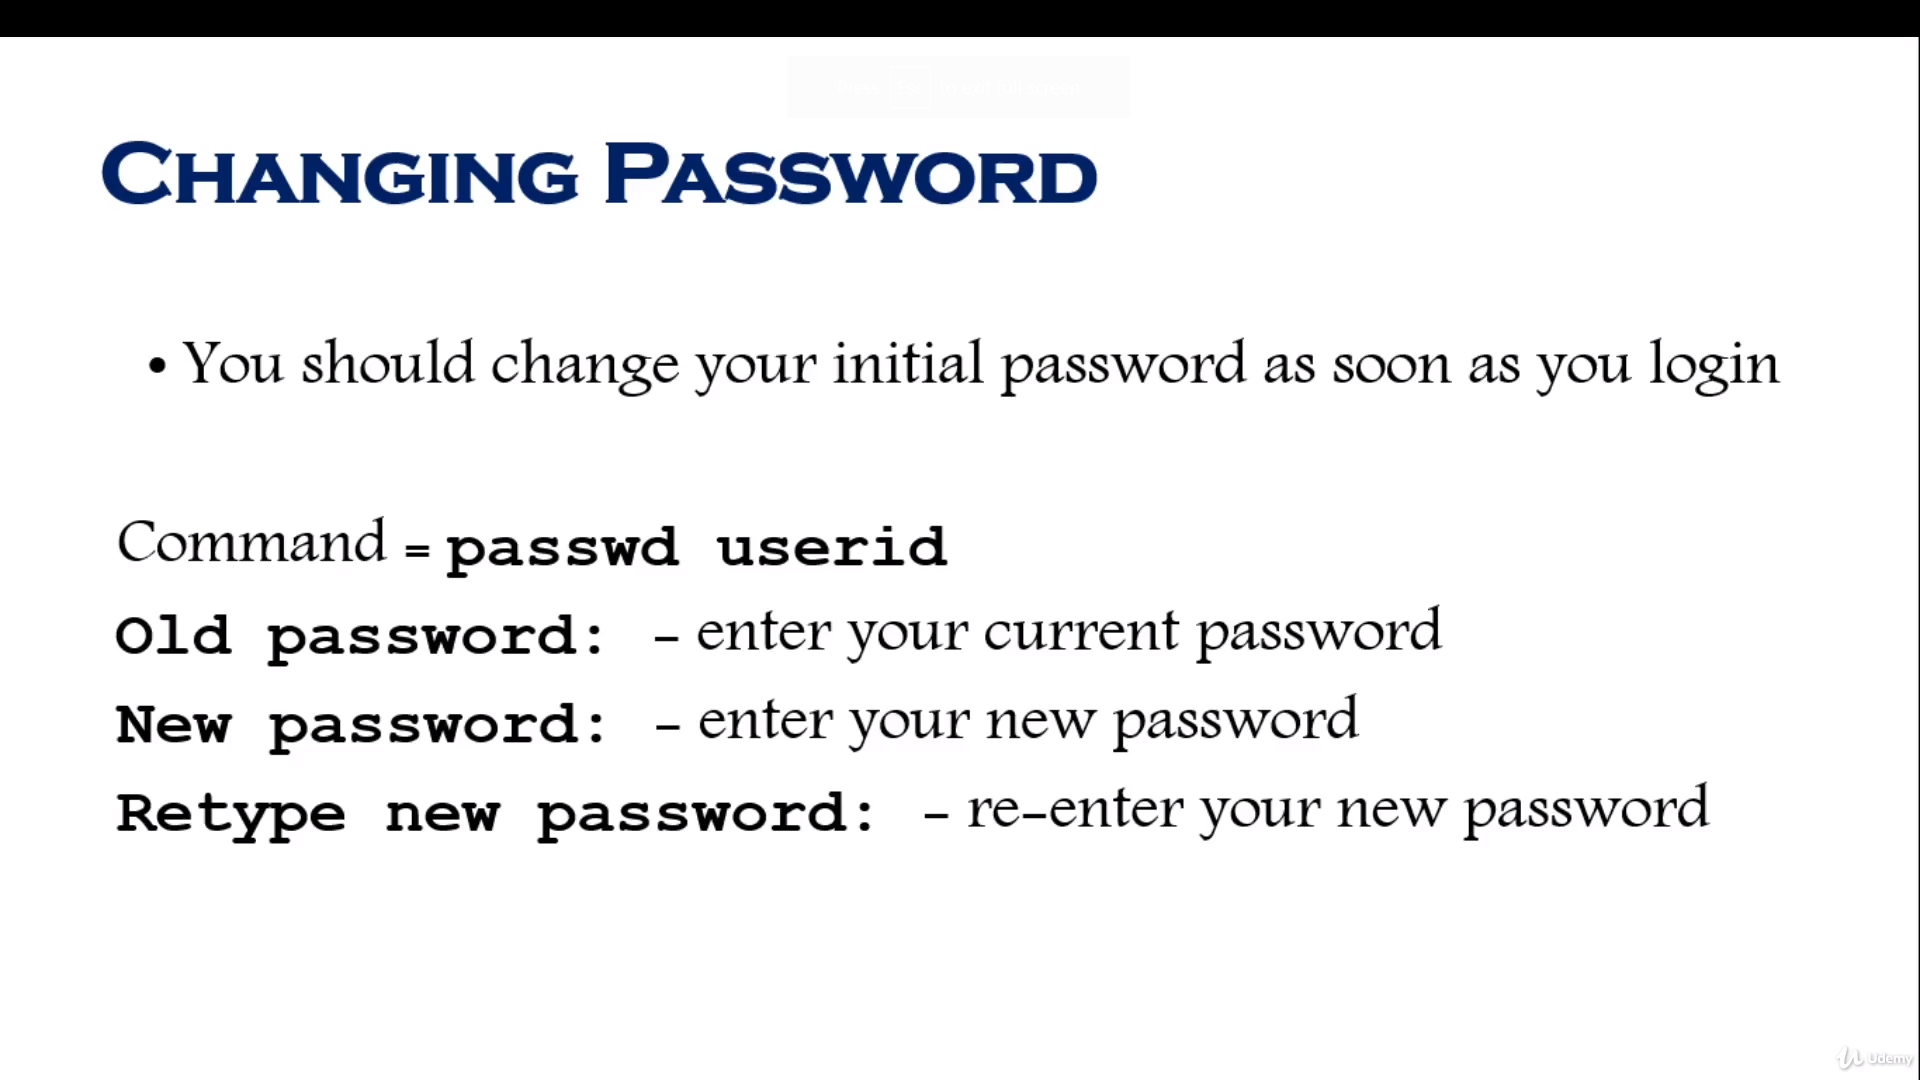 Changing Password
• You should change your initial password as soon as you login
Command = passwd userid
Old password: – enter your current password
New password: – enter your new password
Retype new password: – re-enter your new password
Udemy